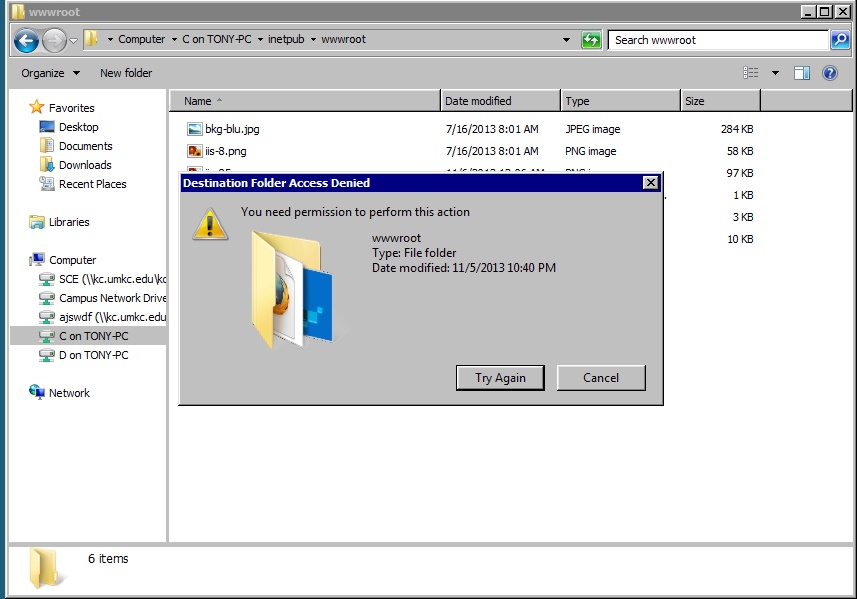 wwwroot
Computer C on TONY-PC inetpub wwwroot Search wwwroot
Organize New folder
Name Date modified Type Size
Favorites
Desktop
Documents
Downloads
Recent Places
Libraries
Computer
SCE (\\kc.umkc.edu\kc
Campus Network Drive
ajswdf (\\kc.umkc.edu
C on TONY-PC
D on TONY-PC
Network
bkg-blu.jpg 7/16/2013 8:01 AM JPEG image 284 KB
iis-8.png 7/16/2013 8:01 AM PNG image 58 KB
97 KB
1 KB
3 KB
10 KB
Destination Folder Access Denied
You need permission to perform this action
wwwroot
Type: File folder
Date modified: 11/5/2013 10:40 PM
Try Again Cancel
6 items